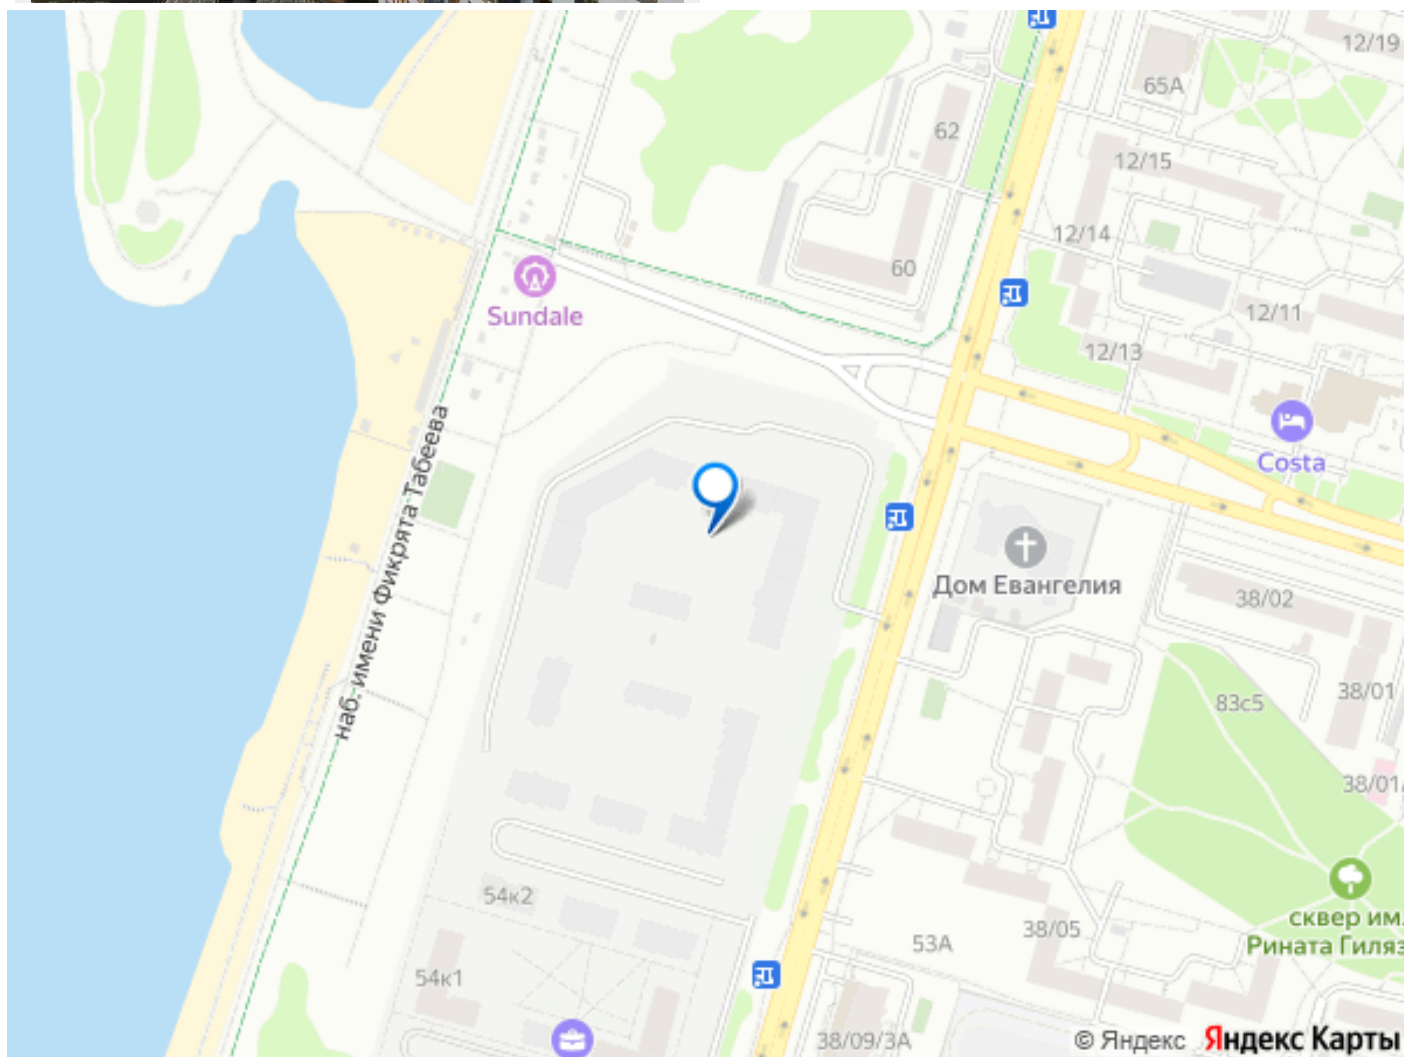 12/19
65А
62
12/15
12/14
60
Sundale
12/11
12/13
наб. имени Фикрята Табеева
Costa
Дом Евангелия
38/02
38/01
83с5
38/01
54к2
сквер им.
Рината Гиляз
38/05
53А
54к1
38/09/3А
© Яндекс Яндекс Карты